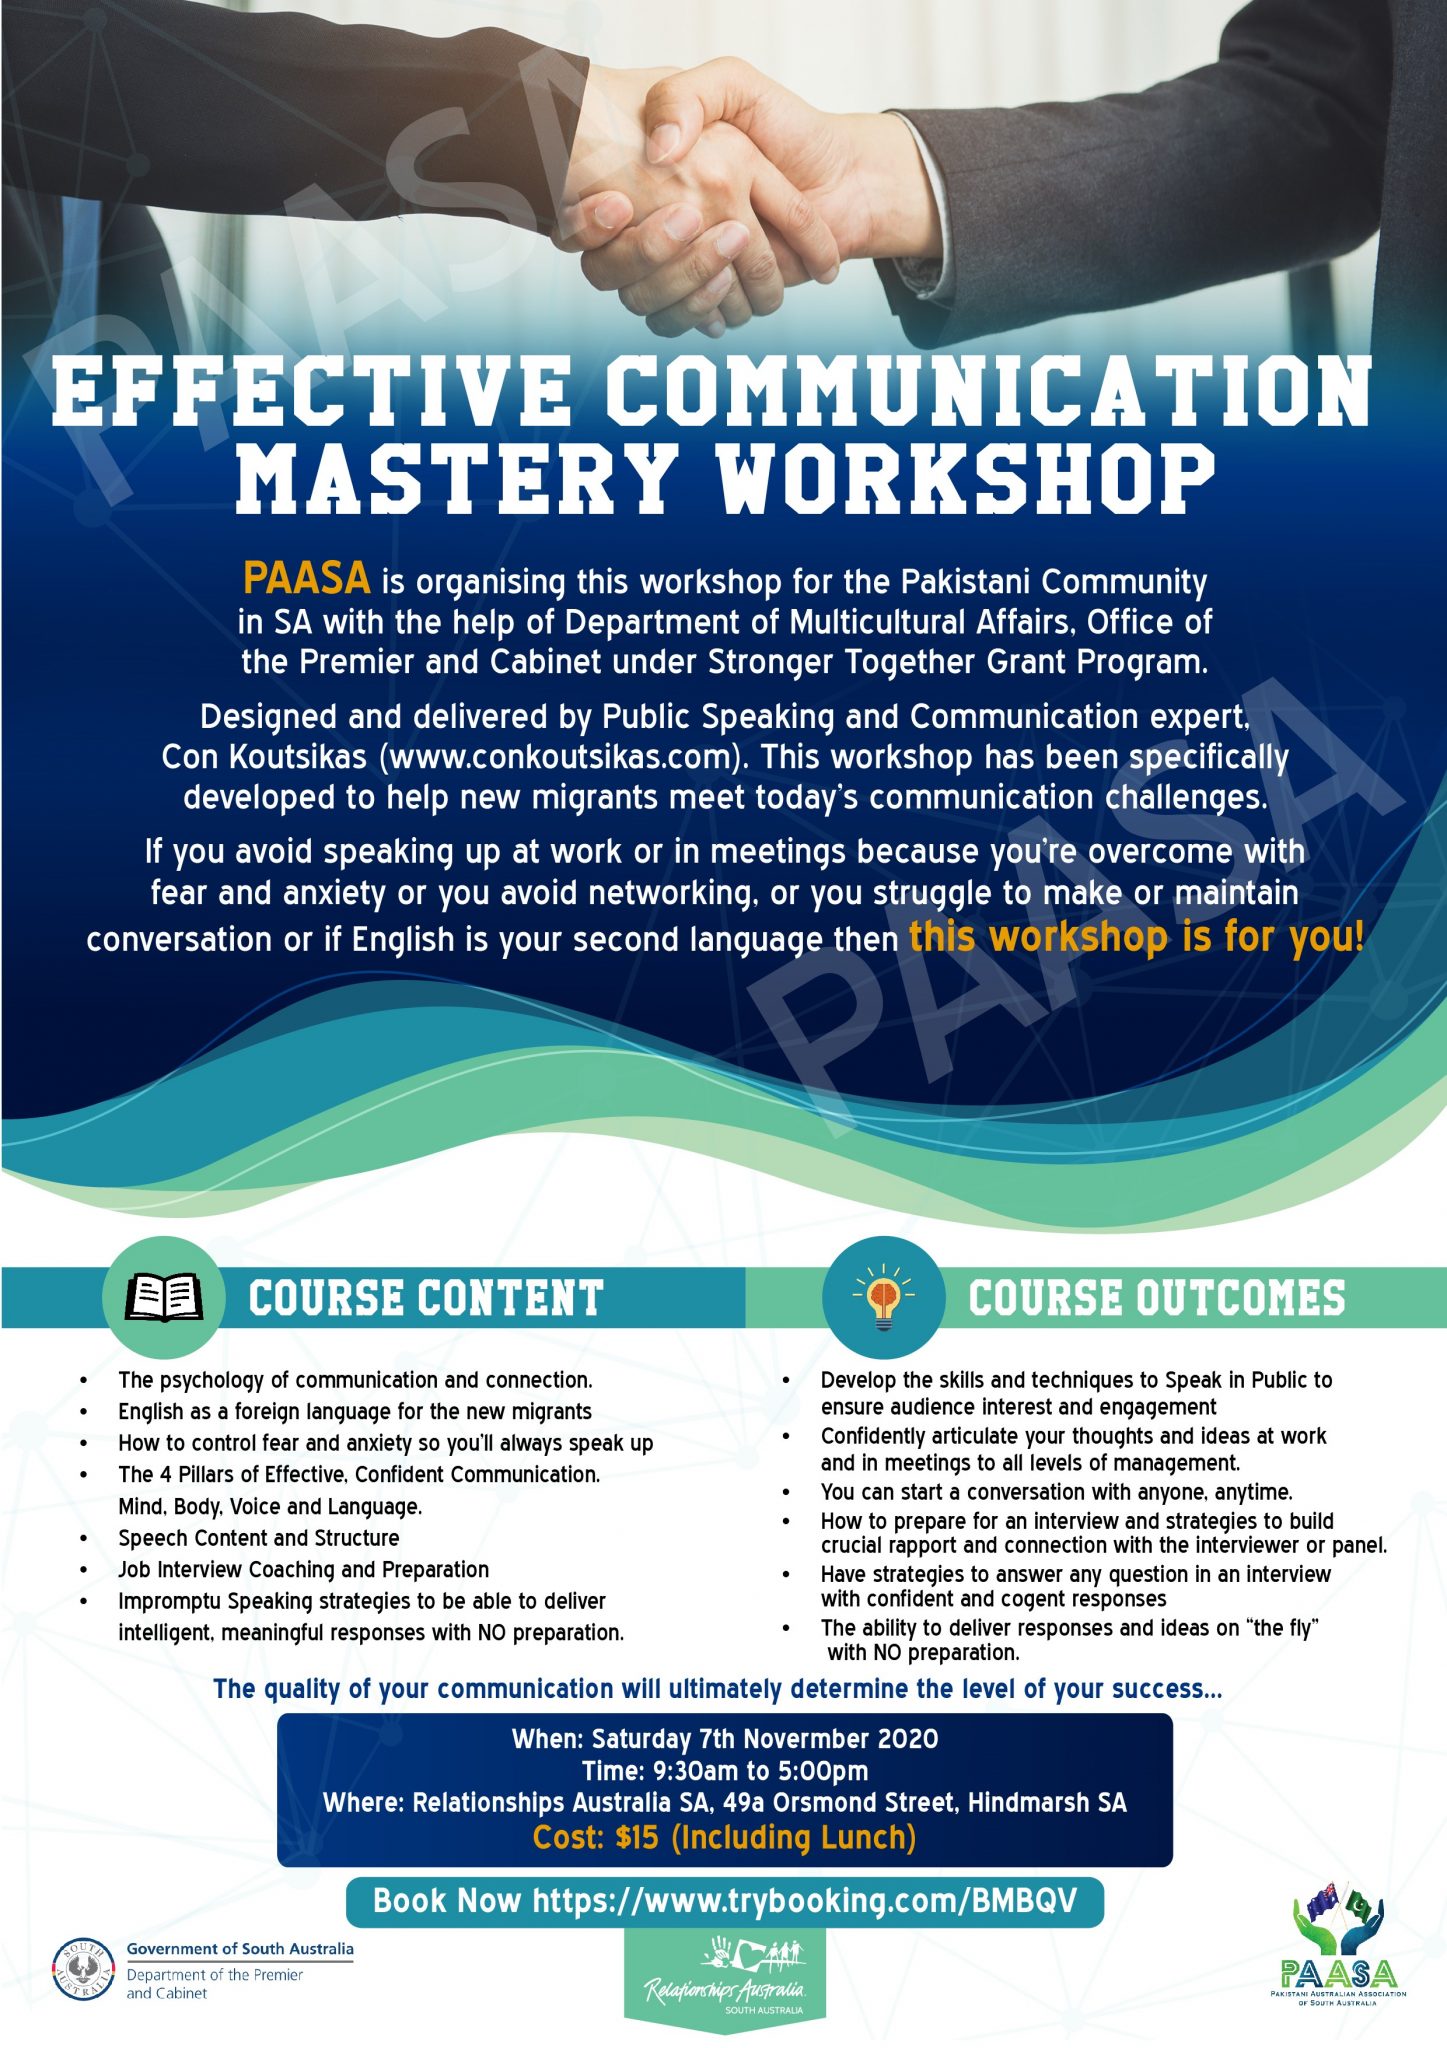 PAASA
EFFECTIVE COMMUNICATION
MASTERY WORKSHOP
PAASA is organising this workshop for the Pakistani Community
in SA with the help of Department of Multicultural Affairs, Office of
the Premier and Cabinet under Stronger Together Grant Program.
Designed and delivered by Public Speaking and Communication expert,
Con Koutsikas (www.conkoutsikas.com). This workshop has been specifically
developed to help new migrants meet today's communication challenges.
If you avoid speaking up at work or in meetings because you're overcome with
fear and anxiety or you avoid networking, or you struggle to make or maintain
conversation or if English is your second language then this workshop is for you!
PAASA
COURSE CONTENT
• The psychology of communication and connection.
• English as a foreign language for the new migrants
• How to control fear and anxiety so you'll always speak up
• The 4 Pillars of Effective, Confident Communication.
Mind, Body, Voice and Language.
• Speech Content and Structure
• Job Interview Coaching and Preparation
• Impromptu Speaking strategies to be able to deliver
intelligent, meaningful responses with NO preparation.
COURSE OUTCOMES
• Develop the skills and techniques to Speak in Public to
ensure audience interest and engagement
• Confidently articulate your thoughts and ideas at work
and in meetings to all levels of management.
• You can start a conversation with anyone, anytime.
• How to prepare for an interview and strategies to build
crucial rapport and connection with the interviewer or panel.
• Have strategies to answer any question in an interview
with confident and cogent responses
• The ability to deliver responses and ideas on "the fly"
with NO preparation.
The quality of your communication will ultimately determine the level of your success...
When: Saturday 7th Novermber 2020
Time: 9:30am to 5:00pm
Where: Relationships Australia SA, 49a Orsmond Street, Hindmarsh SA
Cost: $15 (Including Lunch)
Book Now https://www.trybooking.com/BMBQV
SOUTH AUSTRALIA
Government of South Australia
Department of the Premier
and Cabinet
Relationships Australia
SOUTH AUSTRALIA
PAASA
PAKISTANI AUSTRALIAN ASSOCIATION
OF SOUTH AUSTRALIA